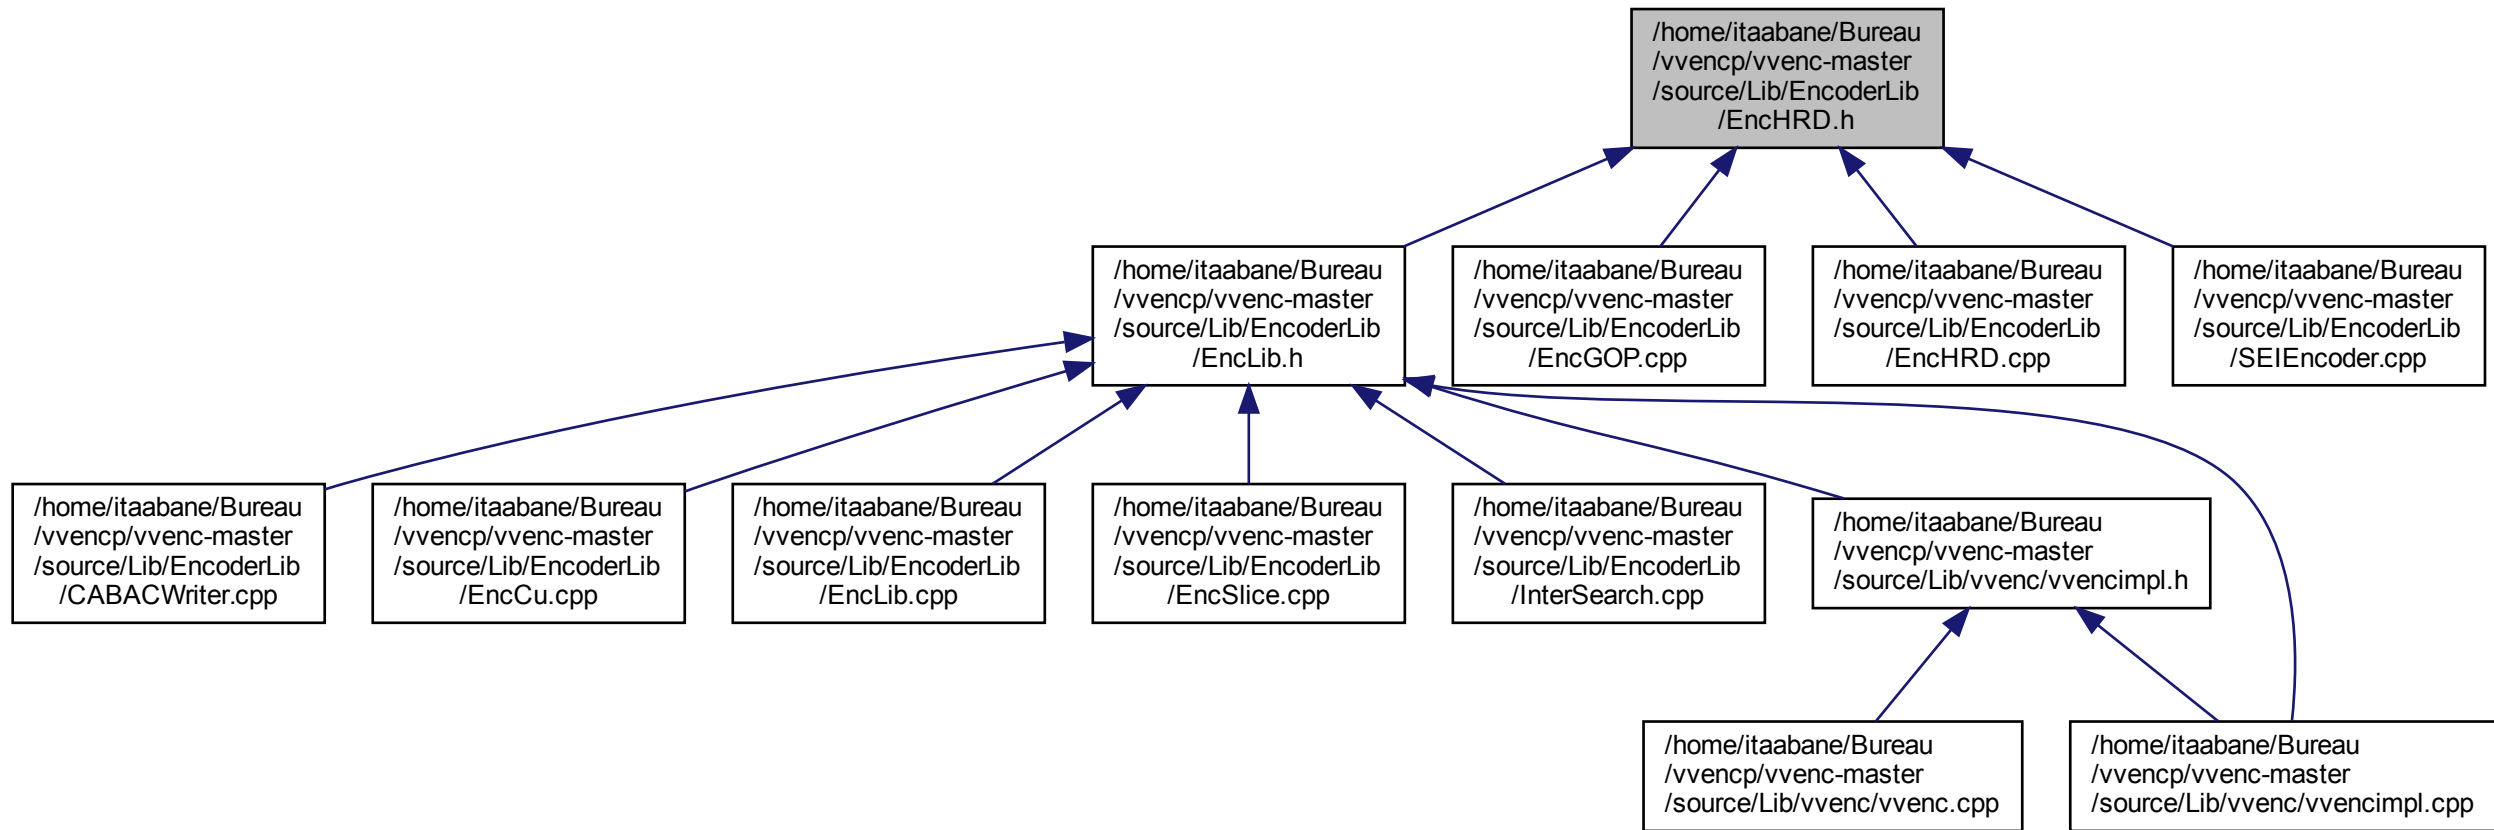 /home/itaabane/Bureau
/vvencp/vvenc-master
/source/Lib/EncoderLib
/EncHRD.h
/home/itaabane/Bureau
/vvencp/vvenc-master
/source/Lib/EncoderLib
/EncLib.h
/home/itaabane/Bureau
/vvencp/vvenc-master
/source/Lib/EncoderLib
/EncGOP.cpp
/home/itaabane/Bureau
/vvencp/vvenc-master
/source/Lib/EncoderLib
/EncHRD.cpp
/home/itaabane/Bureau
/vvencp/vvenc-master
/source/Lib/EncoderLib
/SEIEncoder.cpp
/home/itaabane/Bureau
/vvencp/vvenc-master
/source/Lib/EncoderLib
/CABACWriter.cpp
/home/itaabane/Bureau
/vvencp/vvenc-master
/source/Lib/EncoderLib
/EncCu.cpp
/home/itaabane/Bureau
/vvencp/vvenc-master
/source/Lib/EncoderLib
/EncLib.cpp
/home/itaabane/Bureau
/vvencp/vvenc-master
/source/Lib/EncoderLib
/EncSlice.cpp
/home/itaabane/Bureau
/vvencp/vvenc-master
/source/Lib/EncoderLib
/InterSearch.cpp
/home/itaabane/Bureau
/vvencp/vvenc-master
/source/Lib/vvenc/vvencimpl.h
/home/itaabane/Bureau
/vvencp/vvenc-master
/source/Lib/vvenc/vvenc.cpp
/home/itaabane/Bureau
/vvencp/vvenc-master
/source/Lib/vvenc/vvencimpl.cpp